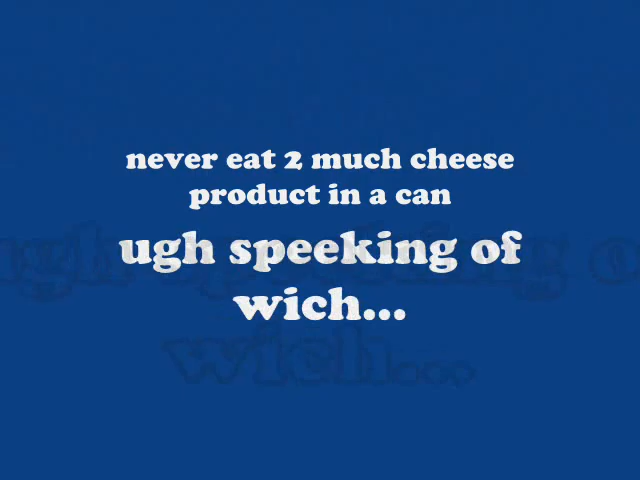 never eat 2 much cheese
product in a can
ugh speeking of
wich...